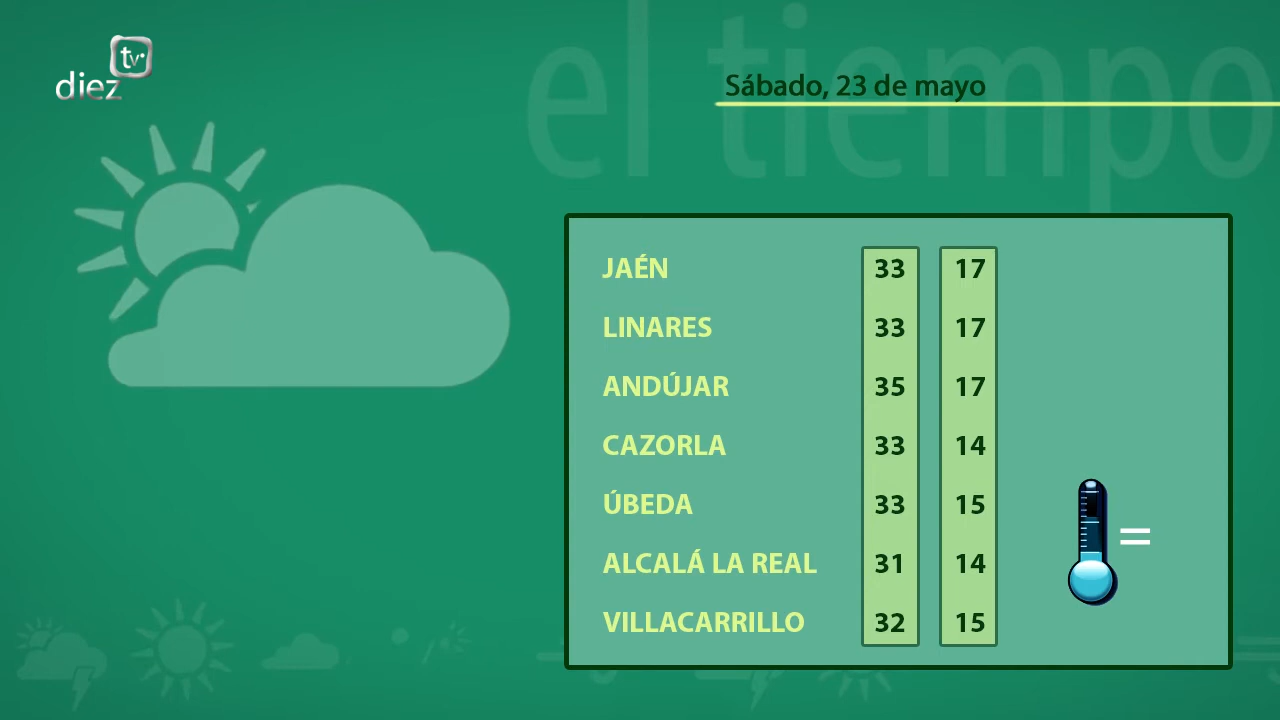 diez tv
el tiempo
Sábado, 23 de mayo
JAÉN 33 17
LINARES 33 17
ANDÚJAR 35 17
CAZORLA 33 14
ÚBEDA 33 15
ALCALÁ LA REAL 31 14
VILLACARRILLO 32 15
=